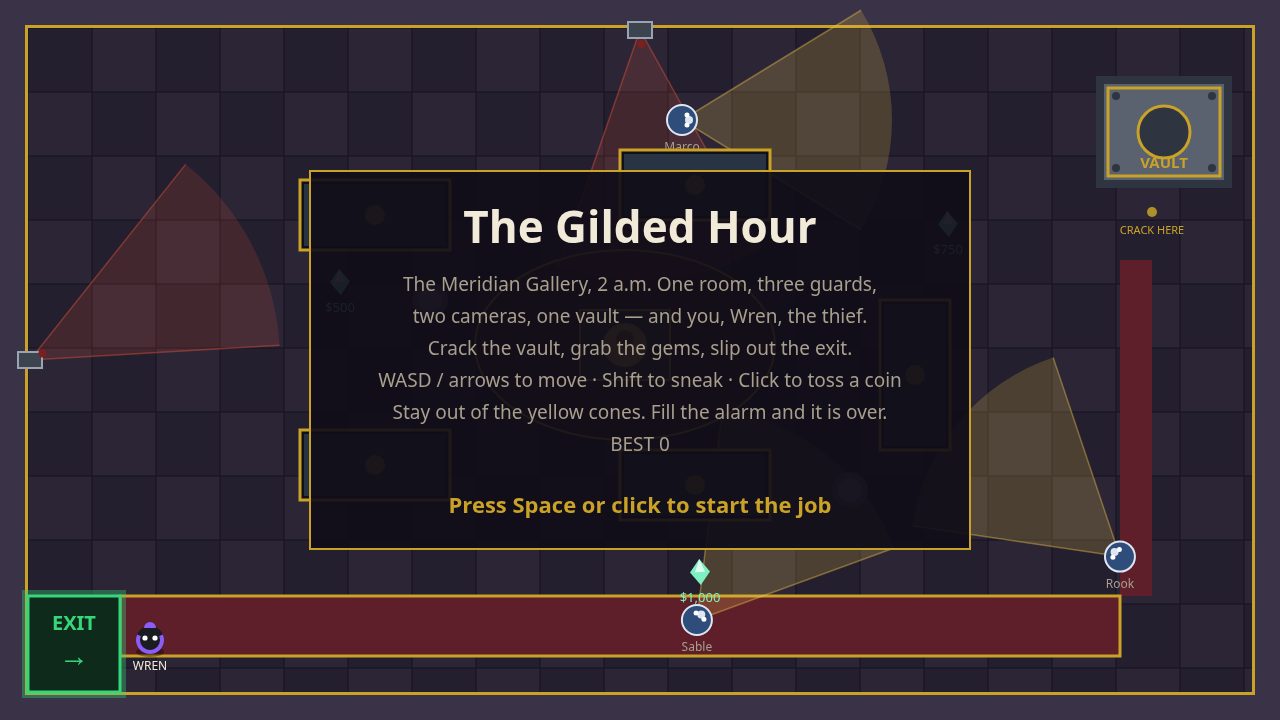 Marco
VAULT
CRACK HERE
The Gilded Hour
$750
The Meridian Gallery, 2 a.m. One room, three guards,
$500
two cameras, one vault — and you, Wren, the thief.
Crack the vault, grab the gems, slip out the exit.
WASD / arrows to move · Shift to sneak · Click to toss a coin
Stay out of the yellow cones. Fill the alarm and it is over.
BEST 0
Press Space or click to start the job
Rook
$1,000
EXIT
→
Sable
WREN